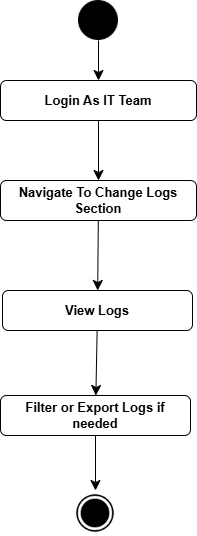 Login As IT Team
Navigate To Change Logs
Section
View Logs
Filter or Export Logs if
needed